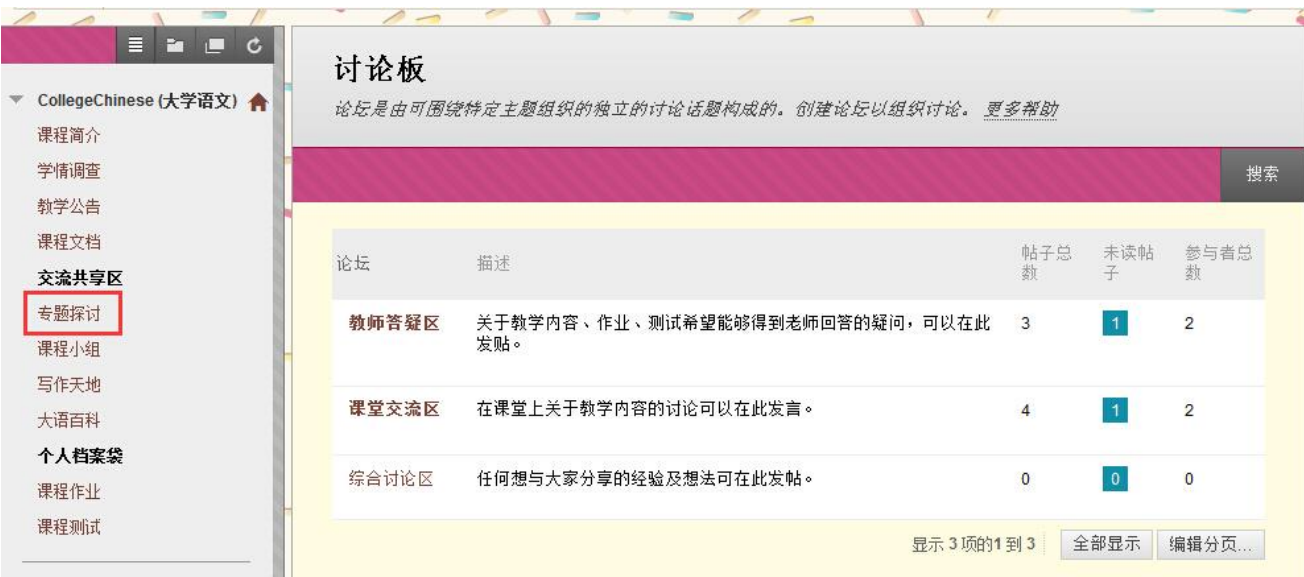 CollegeChinese (大学语文)
课程简介
学情调查
教学公告
课程文档
交流共享区
专题探讨
课程小组
写作天地
大语百科
个人档案袋
课程作业
课程测试
讨论板
论坛是由可围绕特定主题组织的独立的讨论话题构成的。创建论坛以组织讨论。 更多帮助
搜索
论坛 描述 帖子总 未读帖 参与者总
数 子 数
教师答疑区 关于教学内容、作业、测试希望能够得到老师回答的疑问，可以在此 3 1 2
发贴。
课堂交流区 在课堂上关于教学内容的讨论可以在此发言。 4 1 2
综合讨论区 任何想与大家分享的经验及想法可在此发帖。 0 0 0
显示 3 项的1 到 3 全部显示 编辑分页...